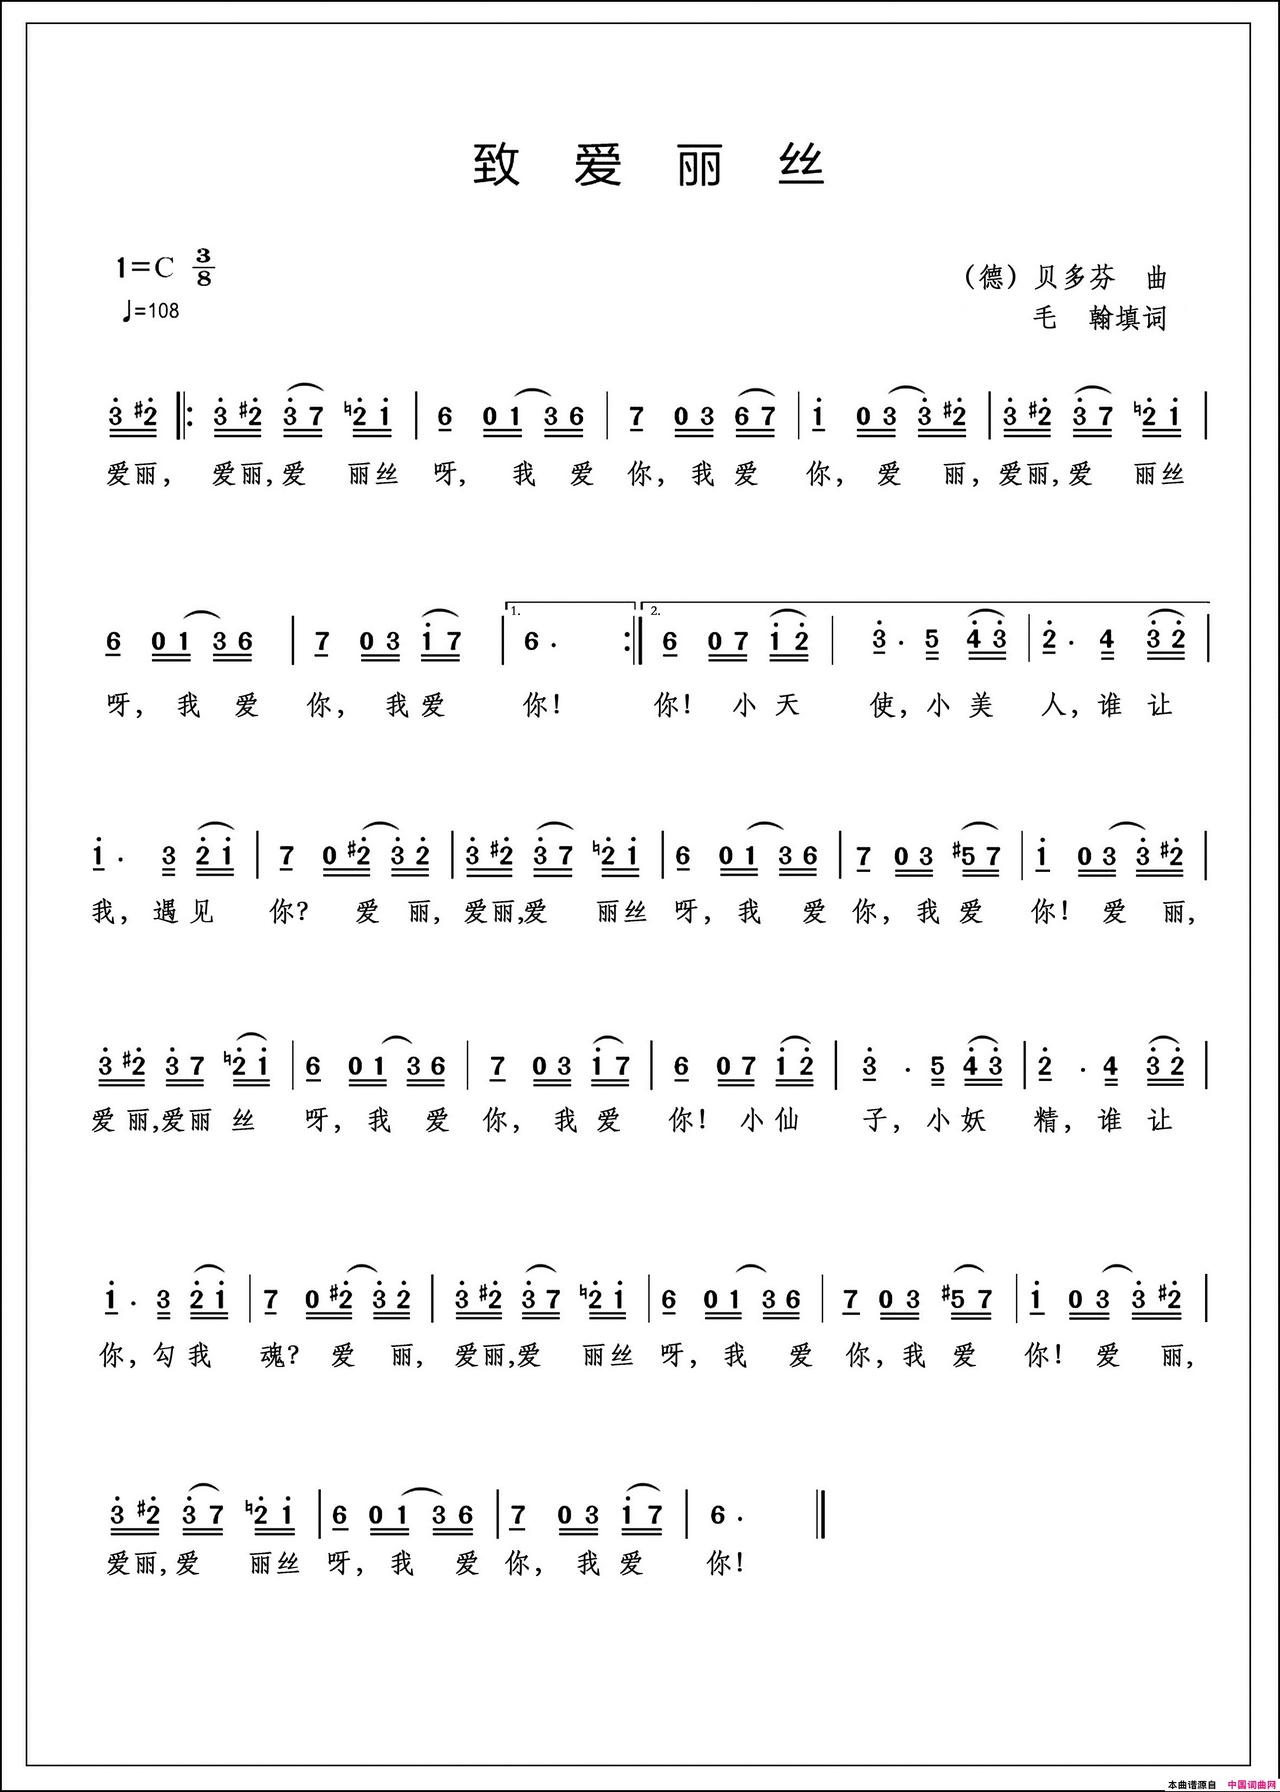 致爱丽丝
1=C 3/8
（德）贝多芬 曲
♩=108
毛 翰填词
3̇ #2̇ |: 3̇ #2̇ 3̇ 7 ♮2̇ 1̇ | 6 0 1 3 6 | 7 0 3 6 7 | 1̇ 0 3 3̇ #2̇ | 3̇ #2̇ 3̇ 7 ♮2̇ 1̇ |
爱丽，爱丽,爱 丽丝 呀，我 爱 你，我 爱 你，爱 丽，爱丽,爱 丽丝
6 0 1 3 6 | 7 0 3 1̇ 7 | 1. 6 · :| 2. 6 0 7 1̇ 2̇ | 3̇ · 5 4̇ 3̇ | 2̇ · 4 3̇ 2̇ |
呀，我 爱 你，我 爱 你！ 你！小 天 使，小 美 人，谁 让
1̇ · 3 2̇ 1̇ | 7 0 #2̇ 3̇ 2̇ | 3̇ #2̇ 3̇ 7 ♮2̇ 1̇ | 6 0 1 3 6 | 7 0 3 #5 7 | 1̇ 0 3 3̇ #2̇ |
我，遇 见 你？爱 丽，爱丽,爱 丽丝 呀，我 爱 你，我 爱 你！爱 丽，
3̇ #2̇ 3̇ 7 ♮2̇ 1̇ | 6 0 1 3 6 | 7 0 3 1̇ 7 | 6 0 7 1̇ 2̇ | 3̇ · 5 4̇ 3̇ | 2̇ · 4 3̇ 2̇ |
爱 丽,爱丽 丝 呀，我 爱 你，我 爱 你！小 仙 子，小 妖 精，谁 让
1̇ · 3 2̇ 1̇ | 7 0 #2̇ 3̇ 2̇ | 3̇ #2̇ 3̇ 7 ♮2̇ 1̇ | 6 0 1 3 6 | 7 0 3 #5 7 | 1̇ 0 3 3̇ #2̇ |
你，勾 我 魂？爱 丽，爱丽,爱 丽丝 呀，我 爱 你，我 爱 你！爱 丽，
3̇ #2̇ 3̇ 7 ♮2̇ 1̇ | 6 0 1 3 6 | 7 0 3 1̇ 7 | 6 · ||
爱丽,爱 丽丝 呀，我 爱 你，我 爱 你！
本曲谱源自 中国词曲网